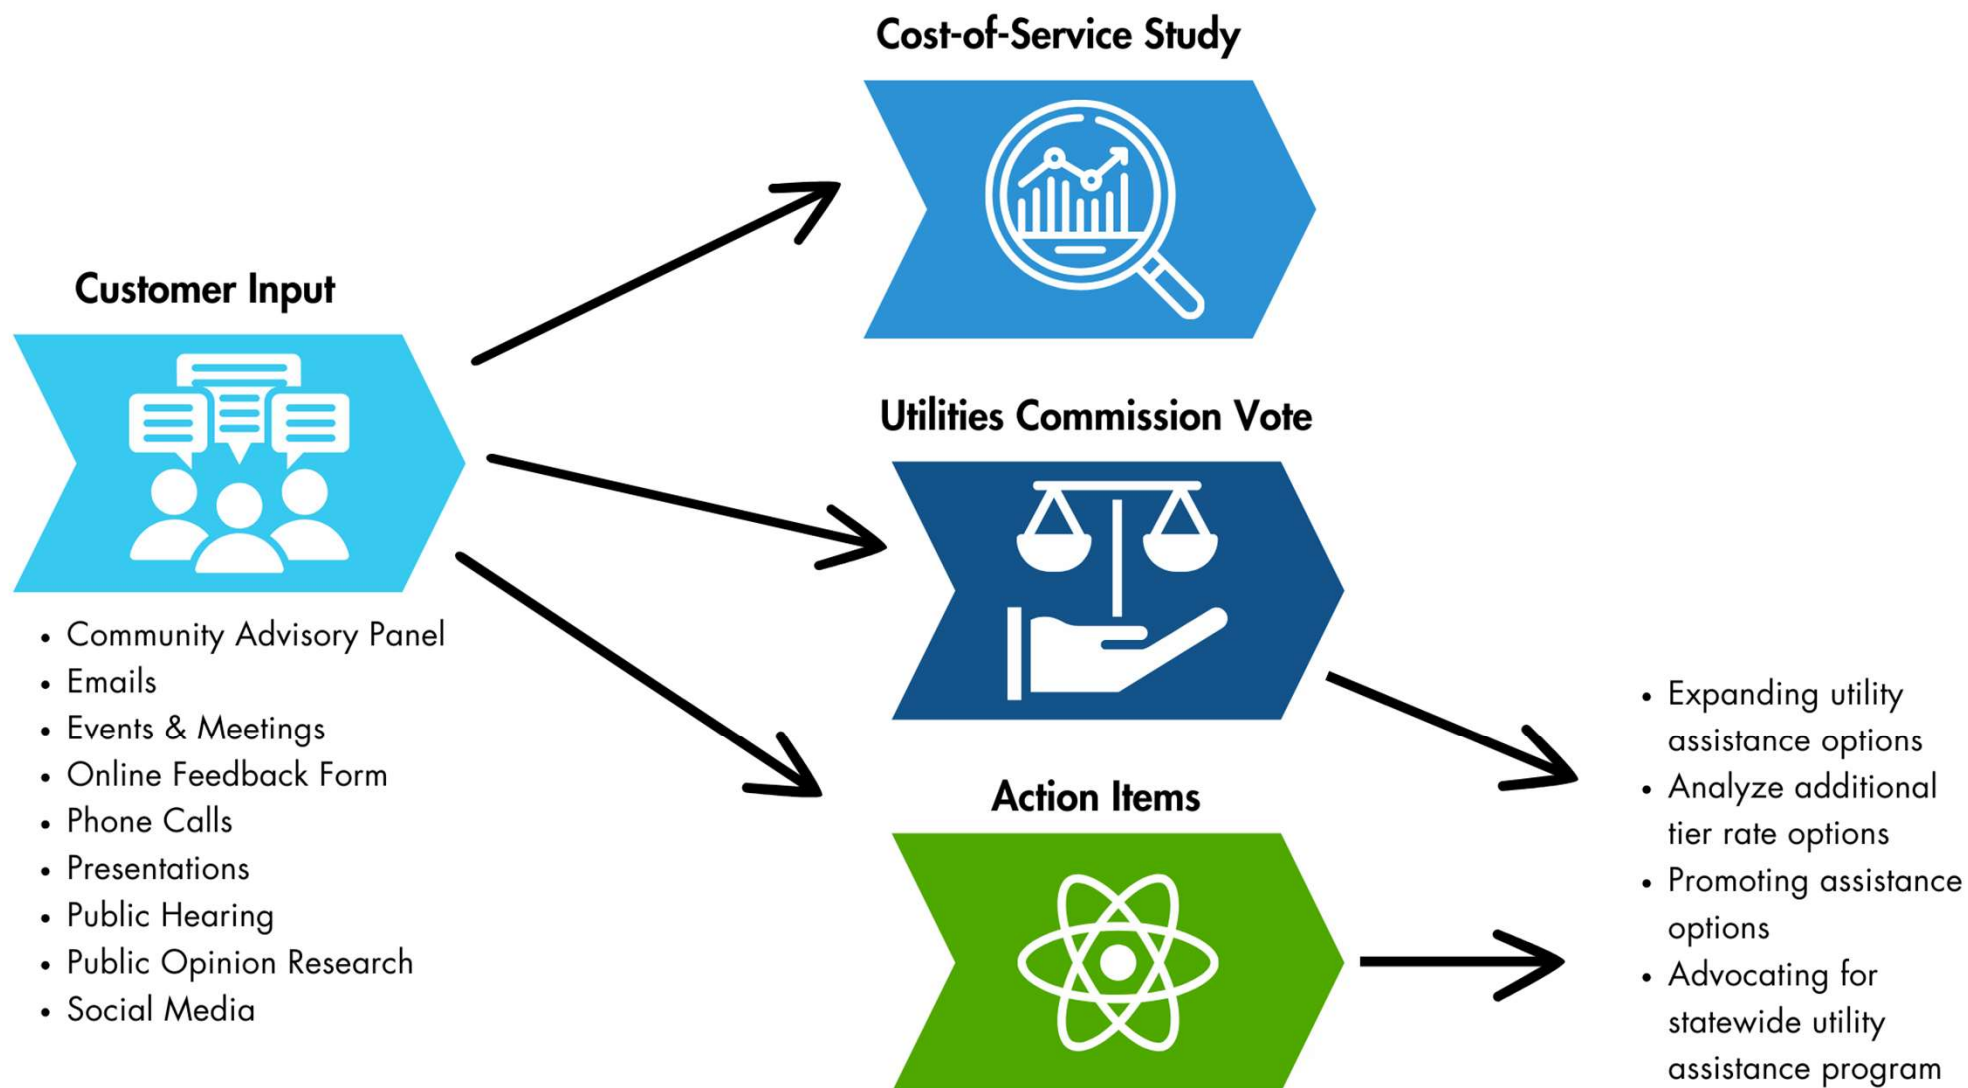 Cost-of-Service Study
Customer Input
• Community Advisory Panel
• Emails
• Events & Meetings
• Online Feedback Form
• Phone Calls
• Presentations
• Public Hearing
• Public Opinion Research
• Social Media
Utilities Commission Vote
Action Items
• Expanding utility
assistance options
• Analyze additional
tier rate options
• Promoting assistance
options
• Advocating for
statewide utility
assistance program